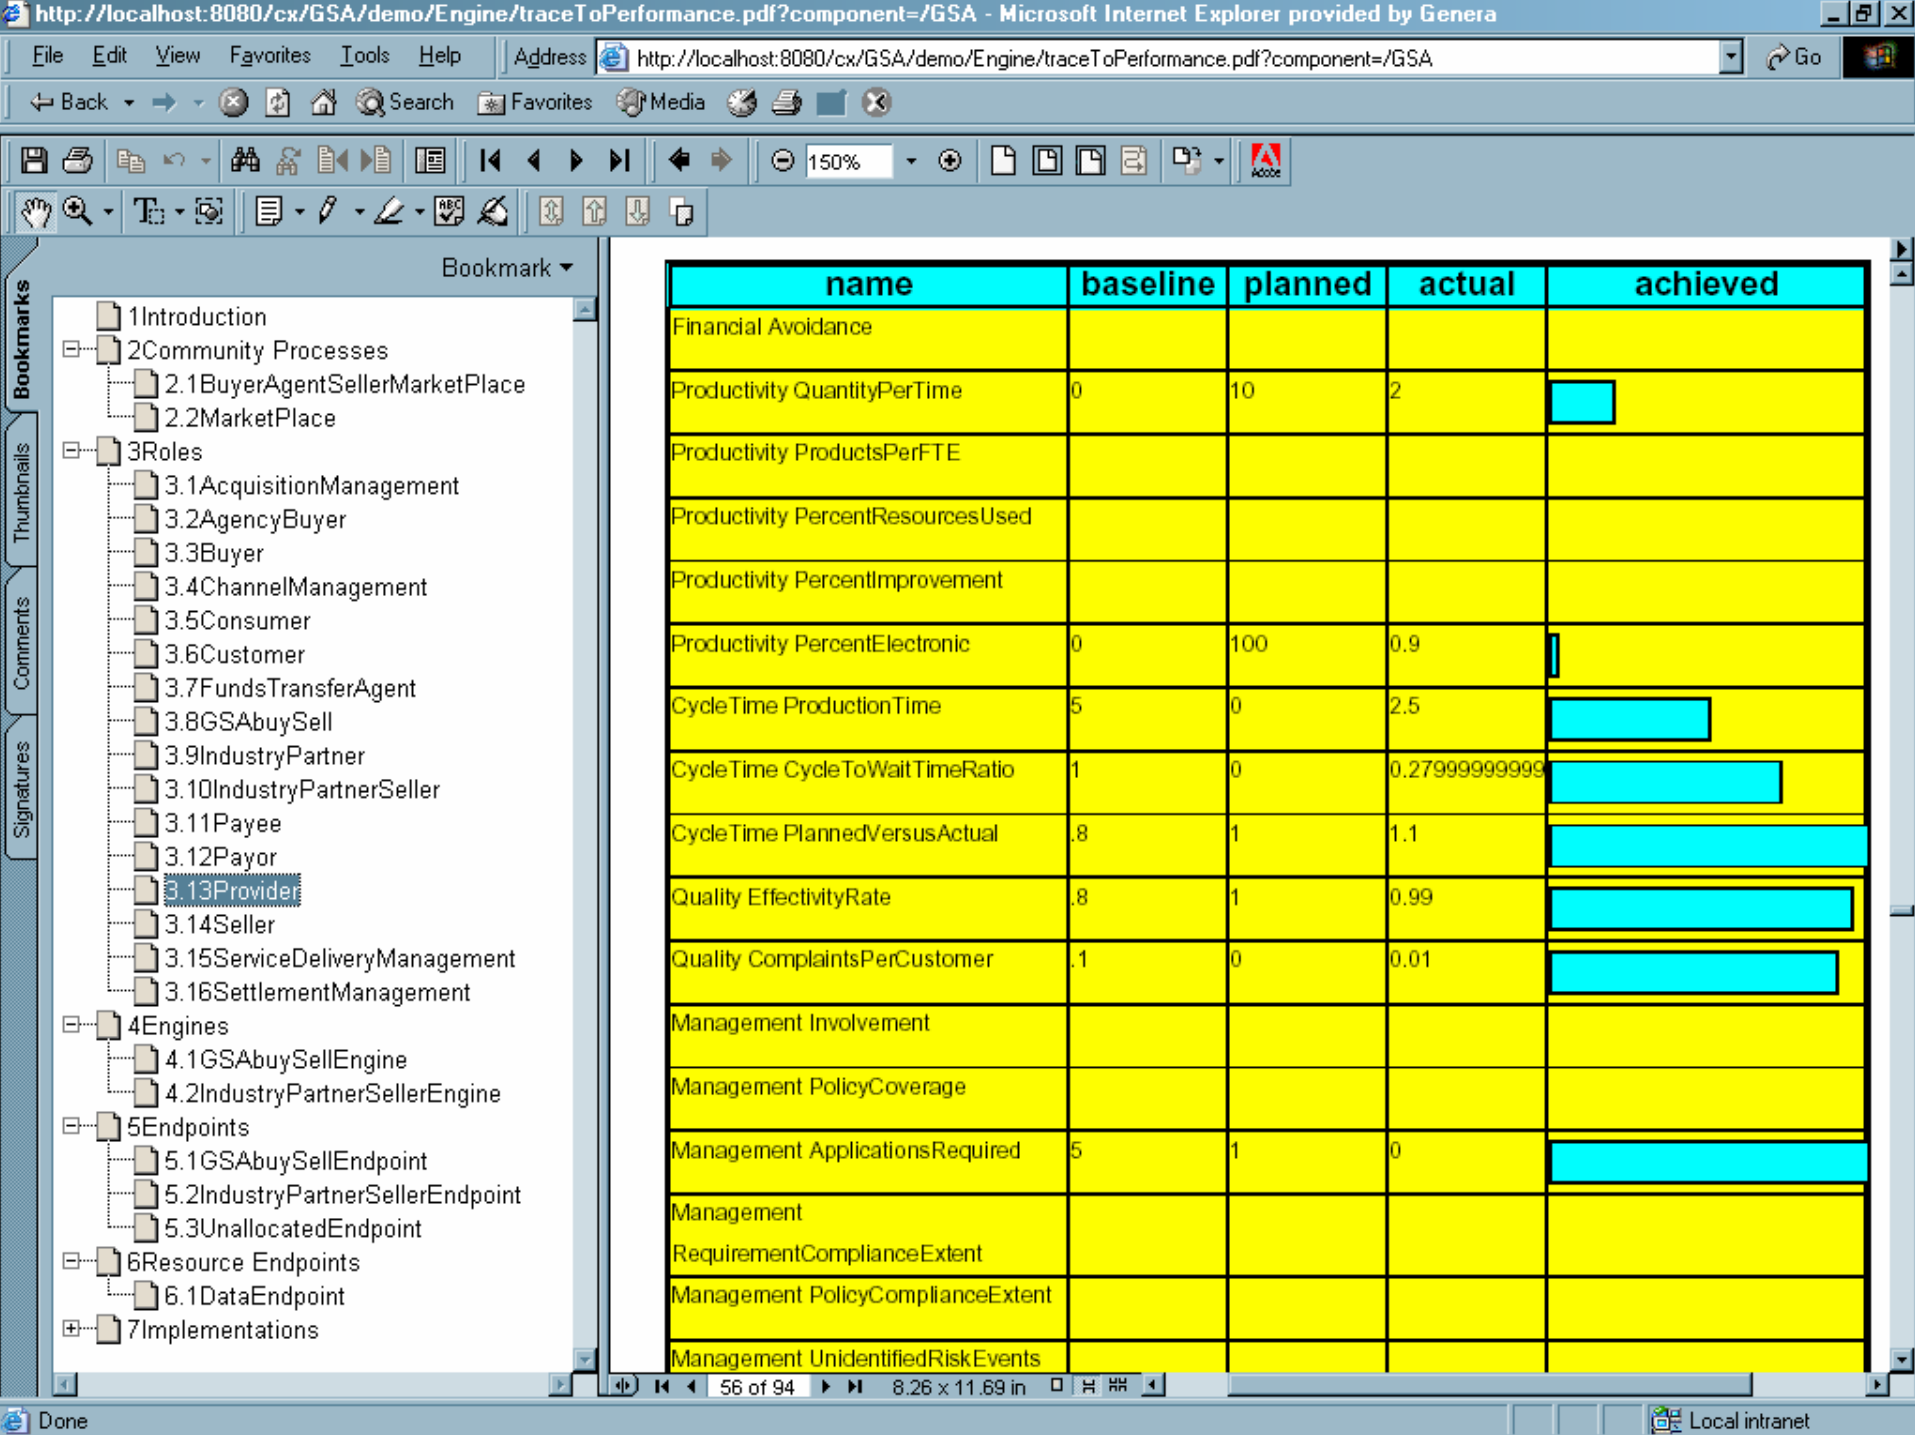 http://localhost:8080/cx/GSA/demo/Engine/traceToPerformance.pdf?component=/GSA - Microsoft Internet Explorer provided by Genera
File Edit View Favorites Tools Help Address http://localhost:8080/cx/GSA/demo/Engine/traceToPerformance.pdf?component=/GSA Go
Back Search Favorites Media
150% Adobe
ABC
Bookmarks
Thumbnails
Comments
Signatures
Bookmark
1Introduction
2Community Processes
2.1BuyerAgentSellerMarketPlace
2.2MarketPlace
3Roles
3.1AcquisitionManagement
3.2AgencyBuyer
3.3Buyer
3.4ChannelManagement
3.5Consumer
3.6Customer
3.7FundsTransferAgent
3.8GSAbuySell
3.9IndustryPartner
3.10IndustryPartnerSeller
3.11Payee
3.12Payor
3.13Provider
3.14Seller
3.15ServiceDeliveryManagement
3.16SettlementManagement
4Engines
4.1GSAbuySellEngine
4.2IndustryPartnerSellerEngine
5Endpoints
5.1GSAbuySellEndpoint
5.2IndustryPartnerSellerEndpoint
5.3UnallocatedEndpoint
6Resource Endpoints
6.1DataEndpoint
7Implementations
name baseline planned actual achieved
Financial Avoidance
Productivity QuantityPerTime 0 10 2
Productivity ProductsPerFTE
Productivity PercentResourcesUsed
Productivity PercentImprovement
Productivity PercentElectronic 0 100 0.9
CycleTime ProductionTime 5 0 2.5
CycleTime CycleToWaitTimeRatio 1 0 0.27999999999
CycleTime PlannedVersusActual .8 1 1.1
Quality EffectivityRate .8 1 0.99
Quality ComplaintsPerCustomer .1 0 0.01
Management Involvement
Management PolicyCoverage
Management ApplicationsRequired 5 1 0
Management
RequirementComplianceExtent
Management PolicyComplianceExtent
Management UnidentifiedRiskEvents
56 of 94 8.26 x 11.69 in
Done Local intranet